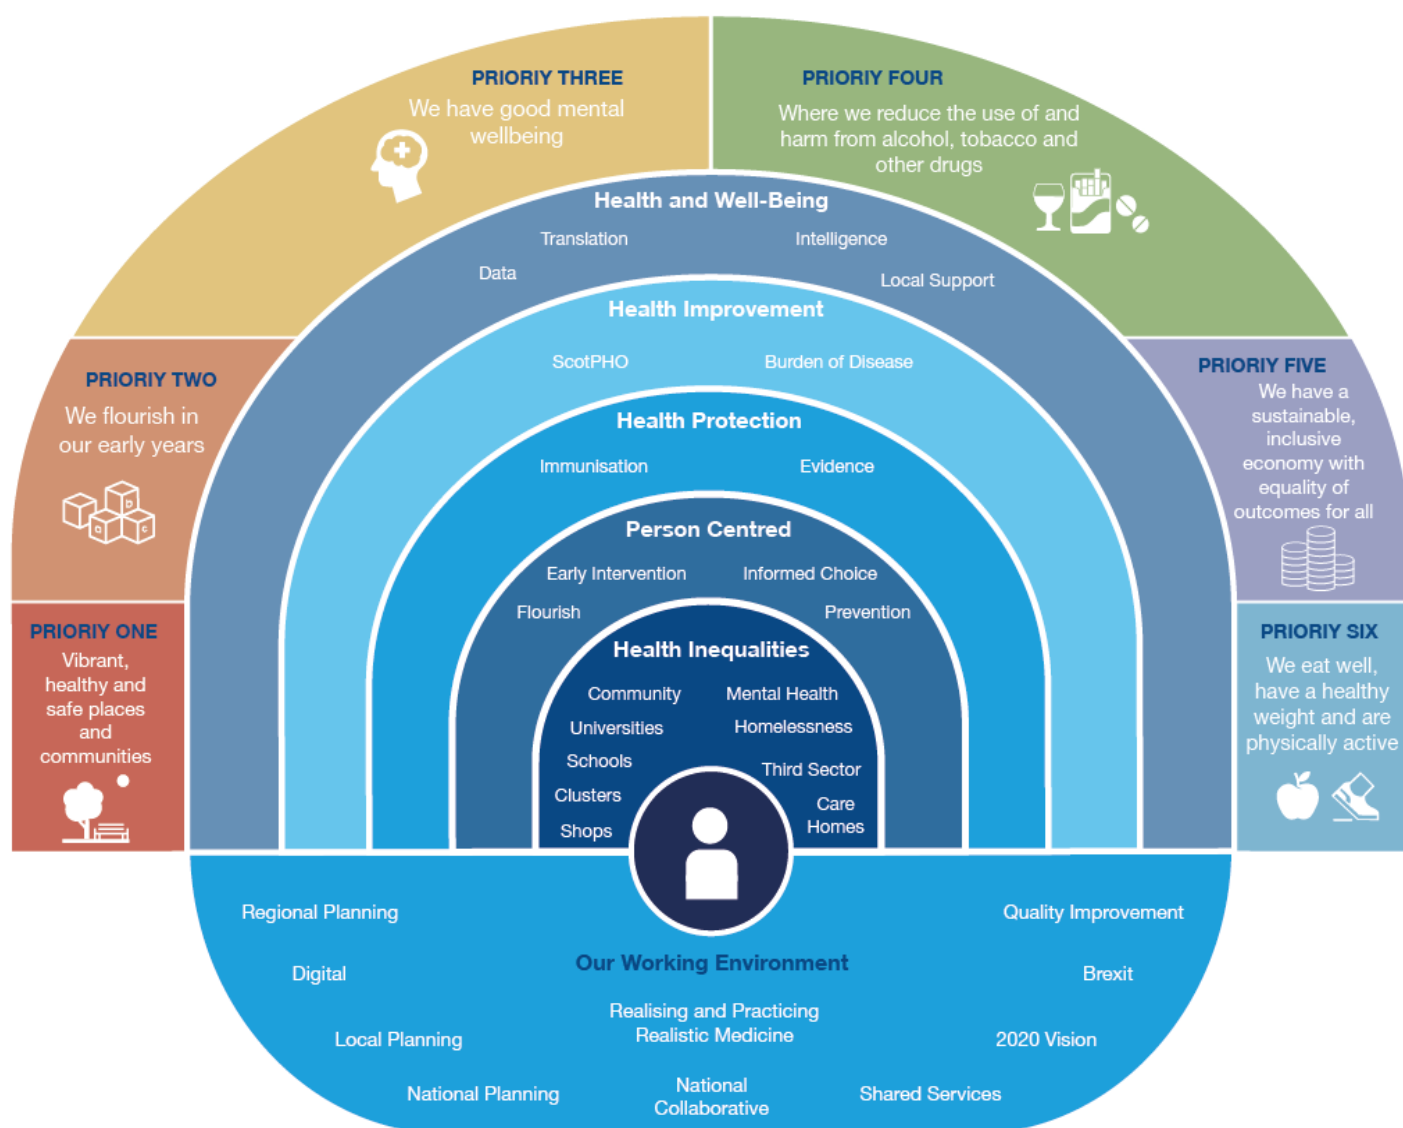 PRIORIY THREE
We have good mental
wellbeing
PRIORIY FOUR
Where we reduce the use of and
harm from alcohol, tobacco and
other drugs
PRIORIY TWO
We flourish in
our early years
PRIORIY FIVE
We have a
sustainable,
inclusive
economy with
equality of
outcomes for all
PRIORIY ONE
Vibrant,
healthy and
safe places
and
communities
PRIORIY SIX
We eat well,
have a healthy
weight and are
physically active
Health and Well-Being
Translation
Intelligence
Data
Local Support
Health Improvement
ScotPHO
Burden of Disease
Health Protection
Immunisation
Evidence
Person Centred
Early Intervention
Informed Choice
Flourish
Prevention
Health Inequalities
Community
Mental Health
Universities
Homelessness
Schools
Third Sector
Clusters
Care
Homes
Shops
Regional Planning
Quality Improvement
Our Working Environment
Digital
Brexit
Realising and Practicing
Realistic Medicine
Local Planning
2020 Vision
National Planning
National
Collaborative
Shared Services